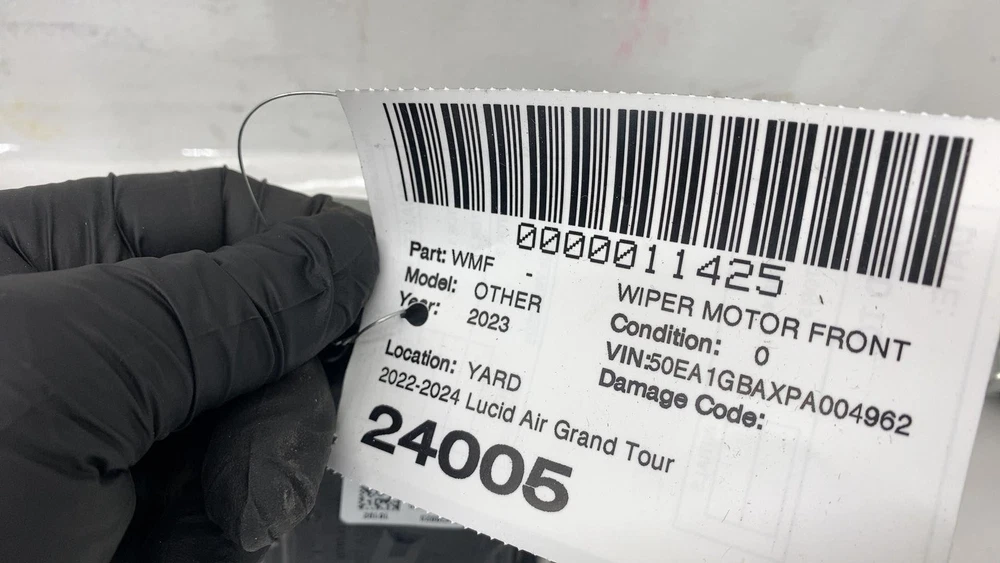 0000011425
Part: WMF -
WIPER MOTOR FRONT
Model: OTHER
Condition: 0
Year: 2023
VIN:50EA1GBAXPA004962
Damage Code:
Location: YARD
2022-2024 Lucid Air Grand Tour
24005